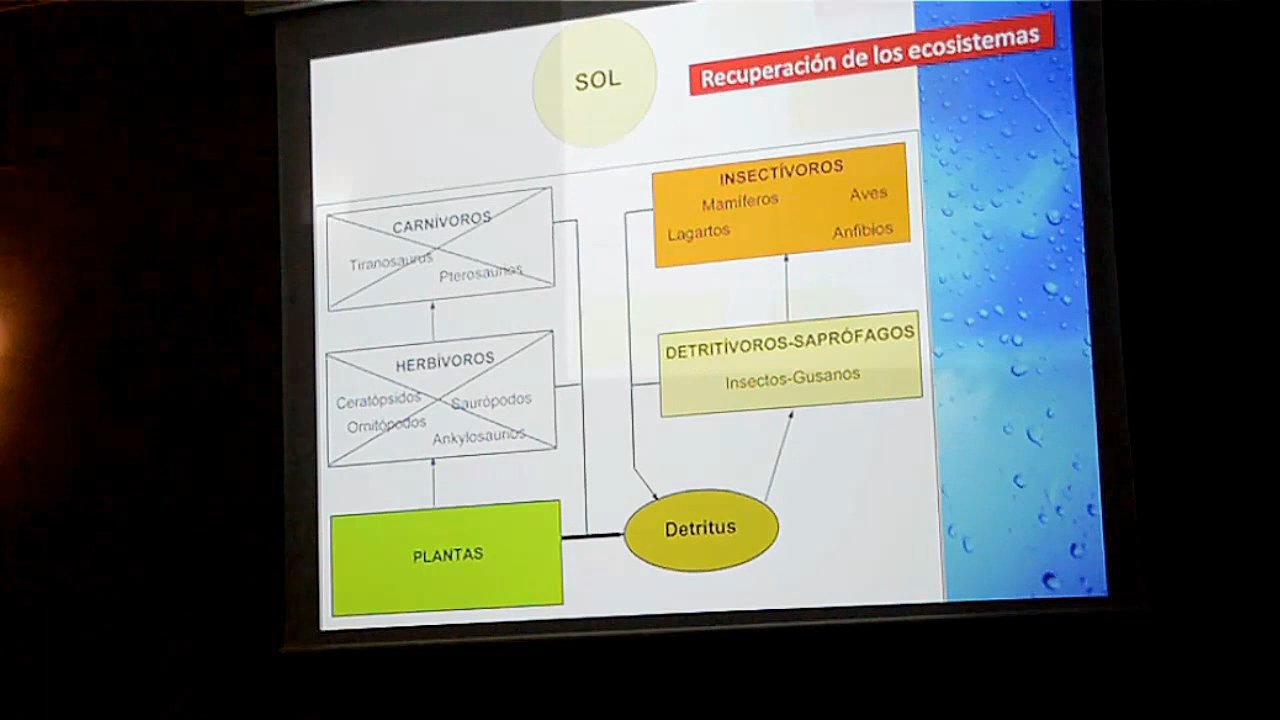 SOL
Recuperación de los ecosistemas
CARNÍVOROS
Tiranosaurus
Pterosaurios
HERBÍVOROS
Ceratópsidos
Saurópodos
Ornitópodos
Ankylosaurios
PLANTAS
INSECTÍVOROS
Mamíferos
Aves
Lagartos
Anfibios
DETRITÍVOROS-SAPRÓFAGOS
Insectos-Gusanos
Detritus